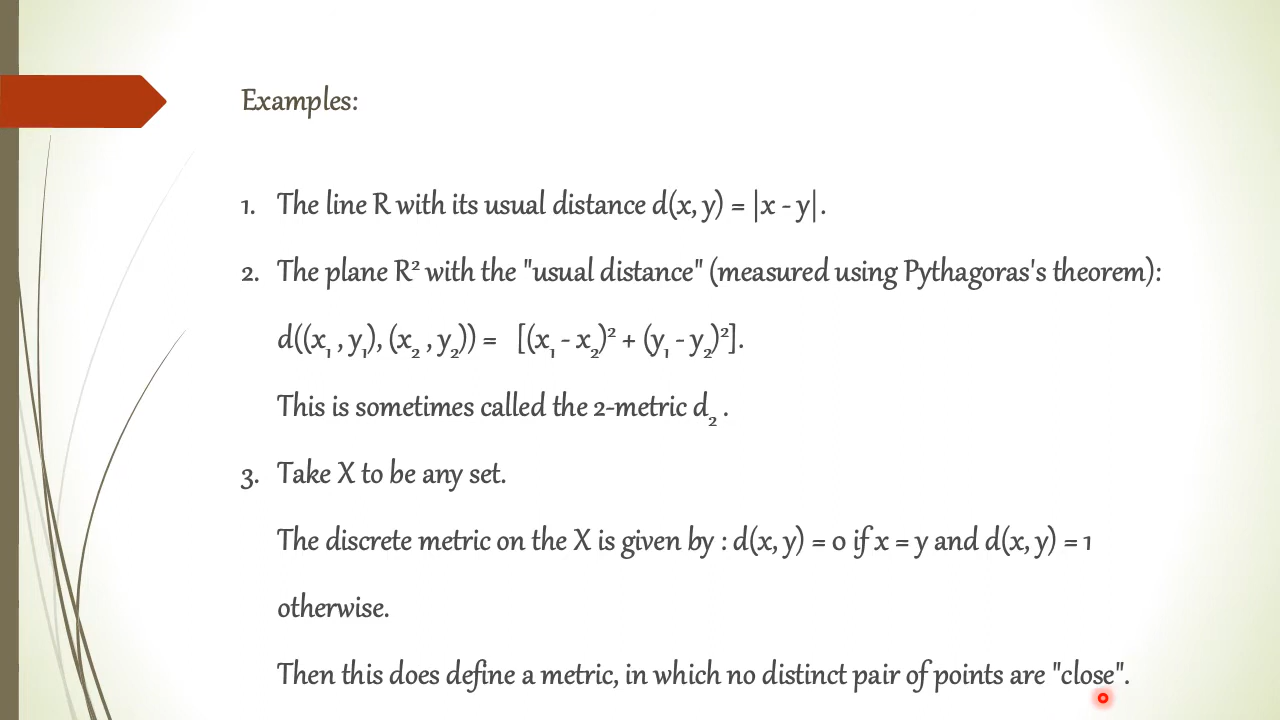 Examples:
1. The line R with its usual distance d(x, y) = |x - y|.
2. The plane R² with the "usual distance" (measured using Pythagoras's theorem):
d((x₁ , y₁), (x₂ , y₂)) = [(x₁ - x₂)² + (y₁ - y₂)²].
This is sometimes called the 2-metric d₂ .
3. Take X to be any set.
The discrete metric on the X is given by : d(x, y) = 0 if x = y and d(x, y) = 1
otherwise.
Then this does define a metric, in which no distinct pair of points are "close".